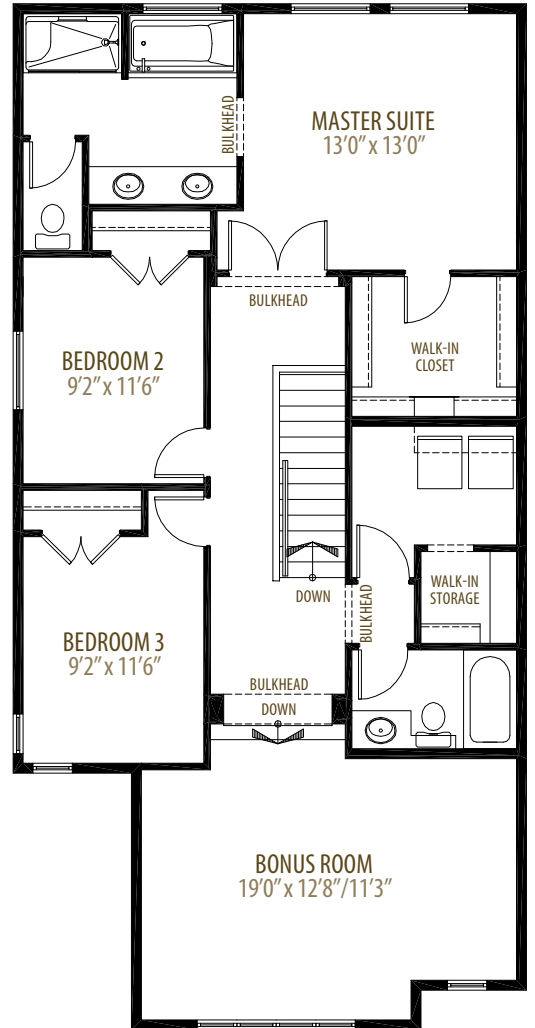 BULKHEAD
MASTER SUITE
13'0" x 13'0"
BULKHEAD
WALK-IN
CLOSET
BEDROOM 2
9'2" x 11'6"
WALK-IN
STORAGE
DOWN
BULKHEAD
BEDROOM 3
9'2" x 11'6"
BULKHEAD
DOWN
BONUS ROOM
19'0" x 12'8"/11'3"